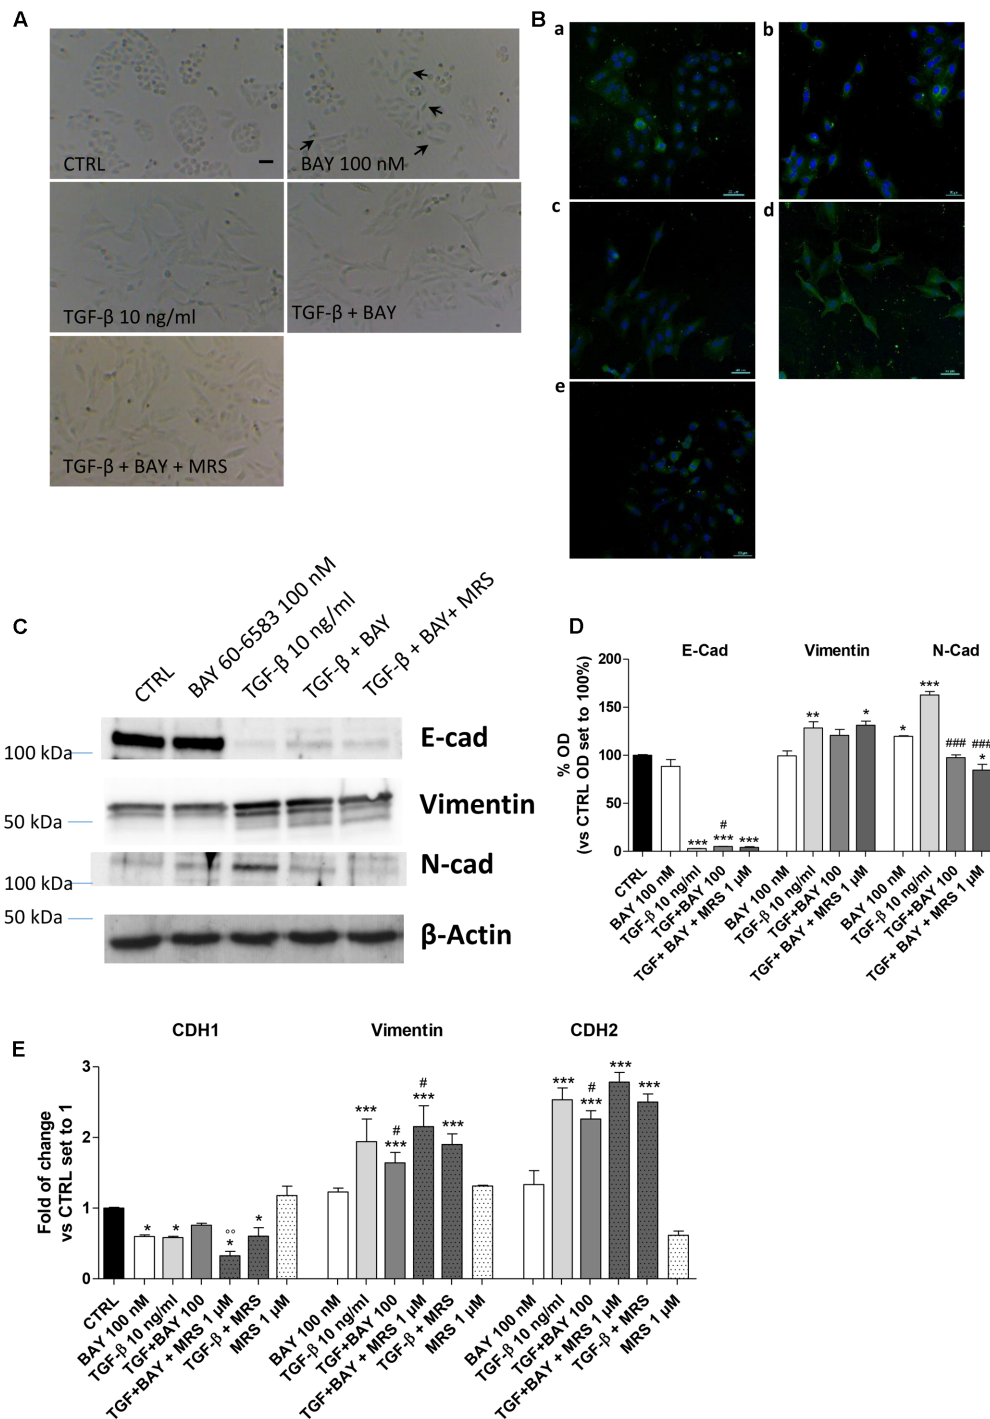 A
CTRL
BAY 100 nM
TGF-β 10 ng/ml
TGF-β + BAY
TGF-β + BAY + MRS
B
a
b
c
d
e
C
CTRL
BAY 60-6583 100 nM
TGF-β 10 ng/ml
TGF-β + BAY
TGF-β + BAY+ MRS
100 kDa
E-cad
50 kDa
Vimentin
100 kDa
N-cad
50 kDa
β-Actin
D
E-Cad
Vimentin
N-Cad
% OD
(vs CTRL OD set to 100%)
200
150
100
50
0
***
#
***
***
**
*
*
***
###
###
*
CTRL
BAY 100 nM
TGF-β 10 ng/ml
TGF+BAY 100
TGF+ BAY + MRS 1 µM
BAY 100 nM
TGF-β 10 ng/ml
TGF+BAY 100
TGF+ BAY + MRS 1 µM
BAY 100 nM
TGF-β 10 ng/ml
TGF+BAY 100
TGF+ BAY + MRS 1 µM
E
CDH1
Vimentin
CDH2
Fold of change
vs CTRL set to 1
3
2
1
0
*
*
°°
*
*
***
#
***
#
***
***
***
#
***
***
***
CTRL
BAY 100 nM
TGF-β 10 ng/ml
TGF+BAY 100
TGF+BAY + MRS 1 µM
TGF-β + MRS
MRS 1 µM
BAY 100 nM
TGF-β 10 ng/ml
TGF+BAY 100
TGF+BAY + MRS 1 µM
TGF-β + MRS
MRS 1 µM
BAY 100 nM
TGF-β 10 ng/ml
TGF+BAY 100
TGF+BAY + MRS 1 µM
TGF-β + MRS
MRS 1 µM